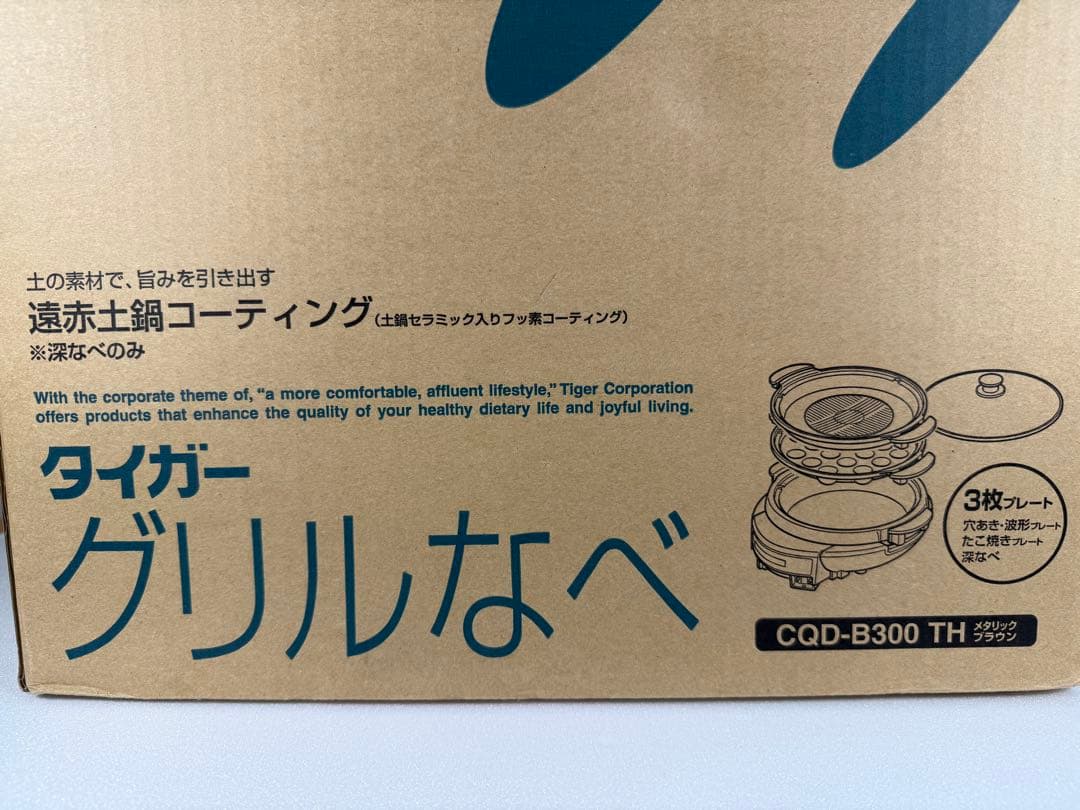 土の素材で、旨みを引き出す
遠赤土鍋コーティング(土鍋セラミック入りフッ素コーティング)
※深なべのみ
With the corporate theme of, "a more comfortable, affluent lifestyle," Tiger Corporation
offers products that enhance the quality of your healthy dietary life and joyful living.
タイガー
グリルなべ
3枚プレート
穴あき・波形プレート
たこ焼きプレート
深なべ
CQD-B300 TH メタリック
ブラウン